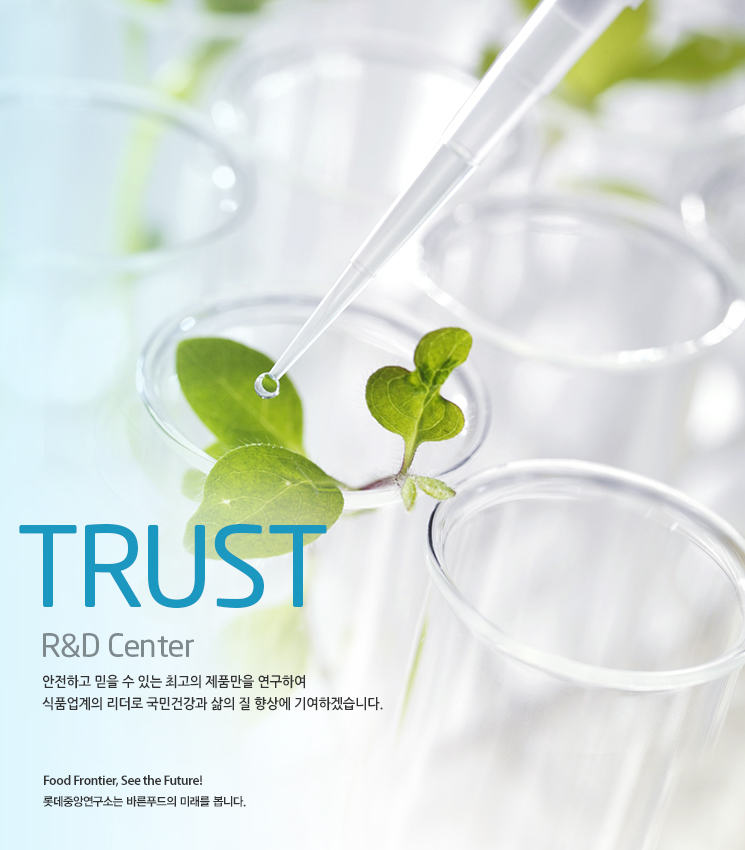 TRUST
R&D Center
안전하고 믿을 수 있는 최고의 제품만을 연구하여
식품업계의 리더로 국민건강과 삶의 질 향상에 기여하겠습니다.
Food Frontier, See the Future!
롯데중앙연구소는 바른푸드의 미래를 봅니다.